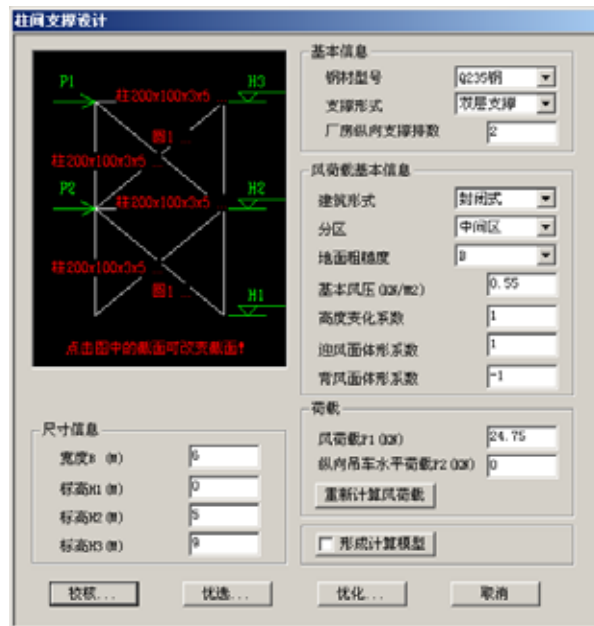 柱间支撑设计
P1
H3
柱200x100x3x5 ...
圆1 ...
柱200x100x3x5 ...
P2
H2
柱200x100x3x5 ...
柱200x100x3x5 ...
圆1 ...
H1
点击图中的截面可改变截面!
基本信息
钢材型号 Q235钢
支撑形式 双层支撑
厂房纵向支撑排数 2
风荷载基本信息
建筑形式 封闭式
分区 中间区
地面粗糙度 B
基本风压(KN/m2) 0.55
高度变化系数 1
迎风面体形系数 1
背风面体形系数 -1
尺寸信息
宽度B (M) 6
标高H1(M) 0
标高H2(M) 5
标高H3(M) 9
荷载
风荷载P1(KN) 24.75
纵向吊车水平荷载P2(KN) 0
重新计算风荷载
形成计算模型
校核... 优选... 优化... 取消